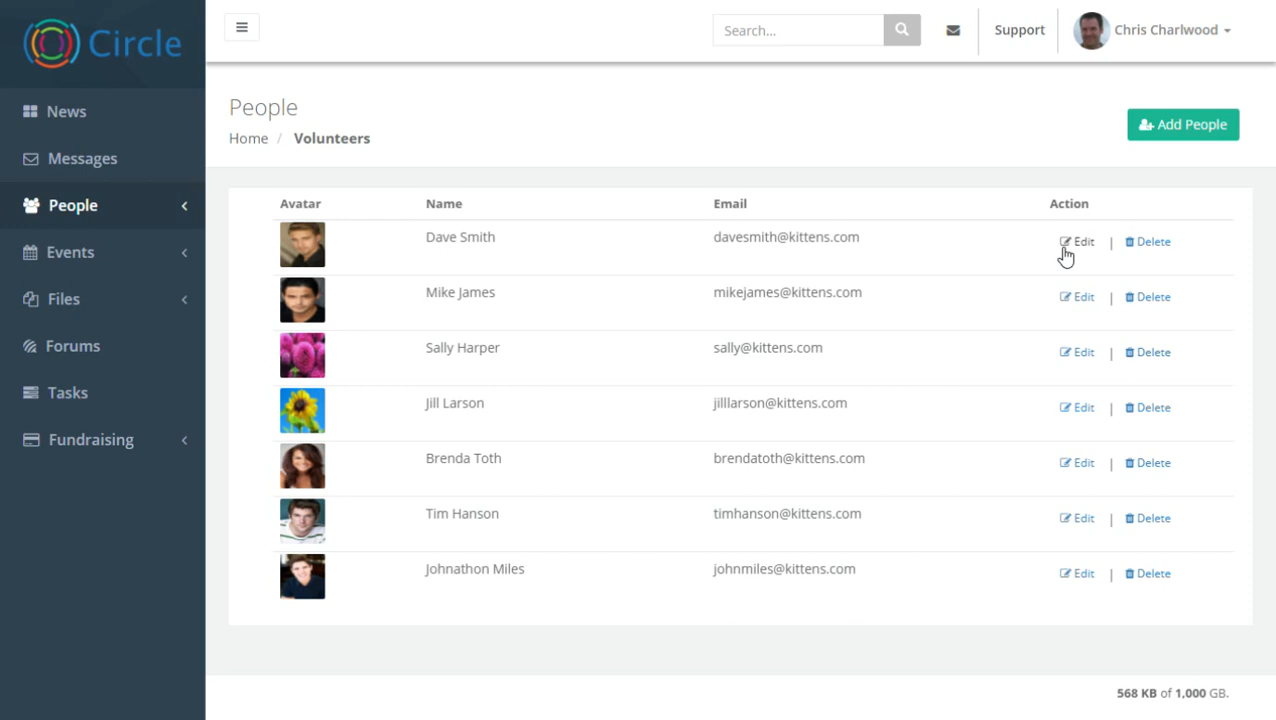 Circle
Search...
Support
Chris Charlwood
News
Messages
People
Events
Files
Forums
Tasks
Fundraising
People
Home / Volunteers
Add People
Avatar Name Email Action
Dave Smith davesmith@kittens.com Edit | Delete
Mike James mikejames@kittens.com Edit | Delete
Sally Harper sally@kittens.com Edit | Delete
Jill Larson jilllarson@kittens.com Edit | Delete
Brenda Toth brendatoth@kittens.com Edit | Delete
Tim Hanson timhanson@kittens.com Edit | Delete
Johnathon Miles johnmiles@kittens.com Edit | Delete
568 KB of 1,000 GB.